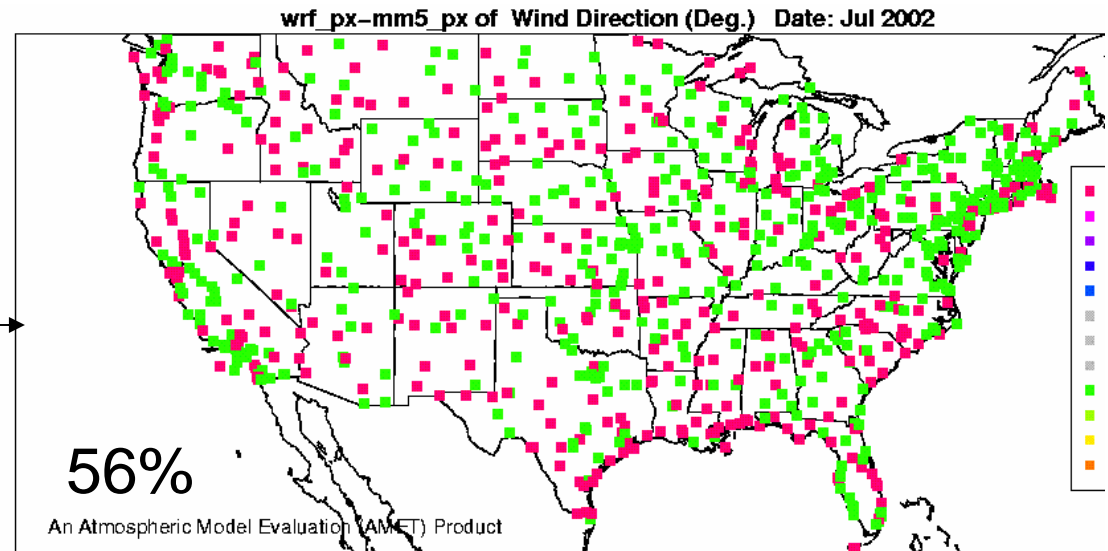 wrf_px−mm5_px of Wind Direction (Deg.) Date: Jul 2002
56%
An Atmospheric Model Evaluation (AMET) Product